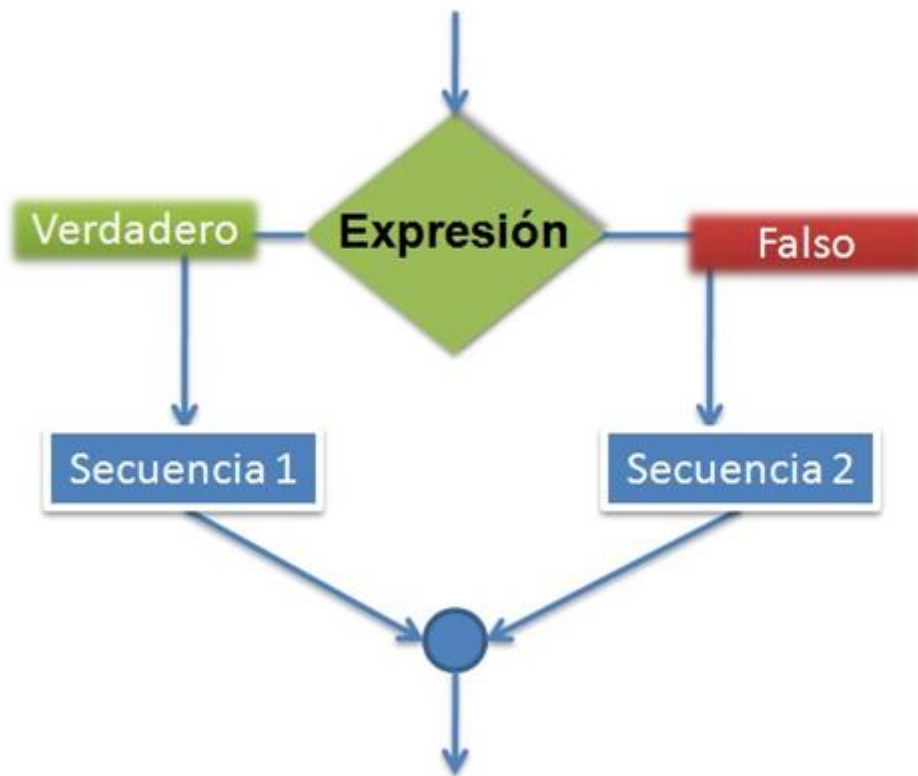 Expresión
Verdadero
Falso
Secuencia 1
Secuencia 2